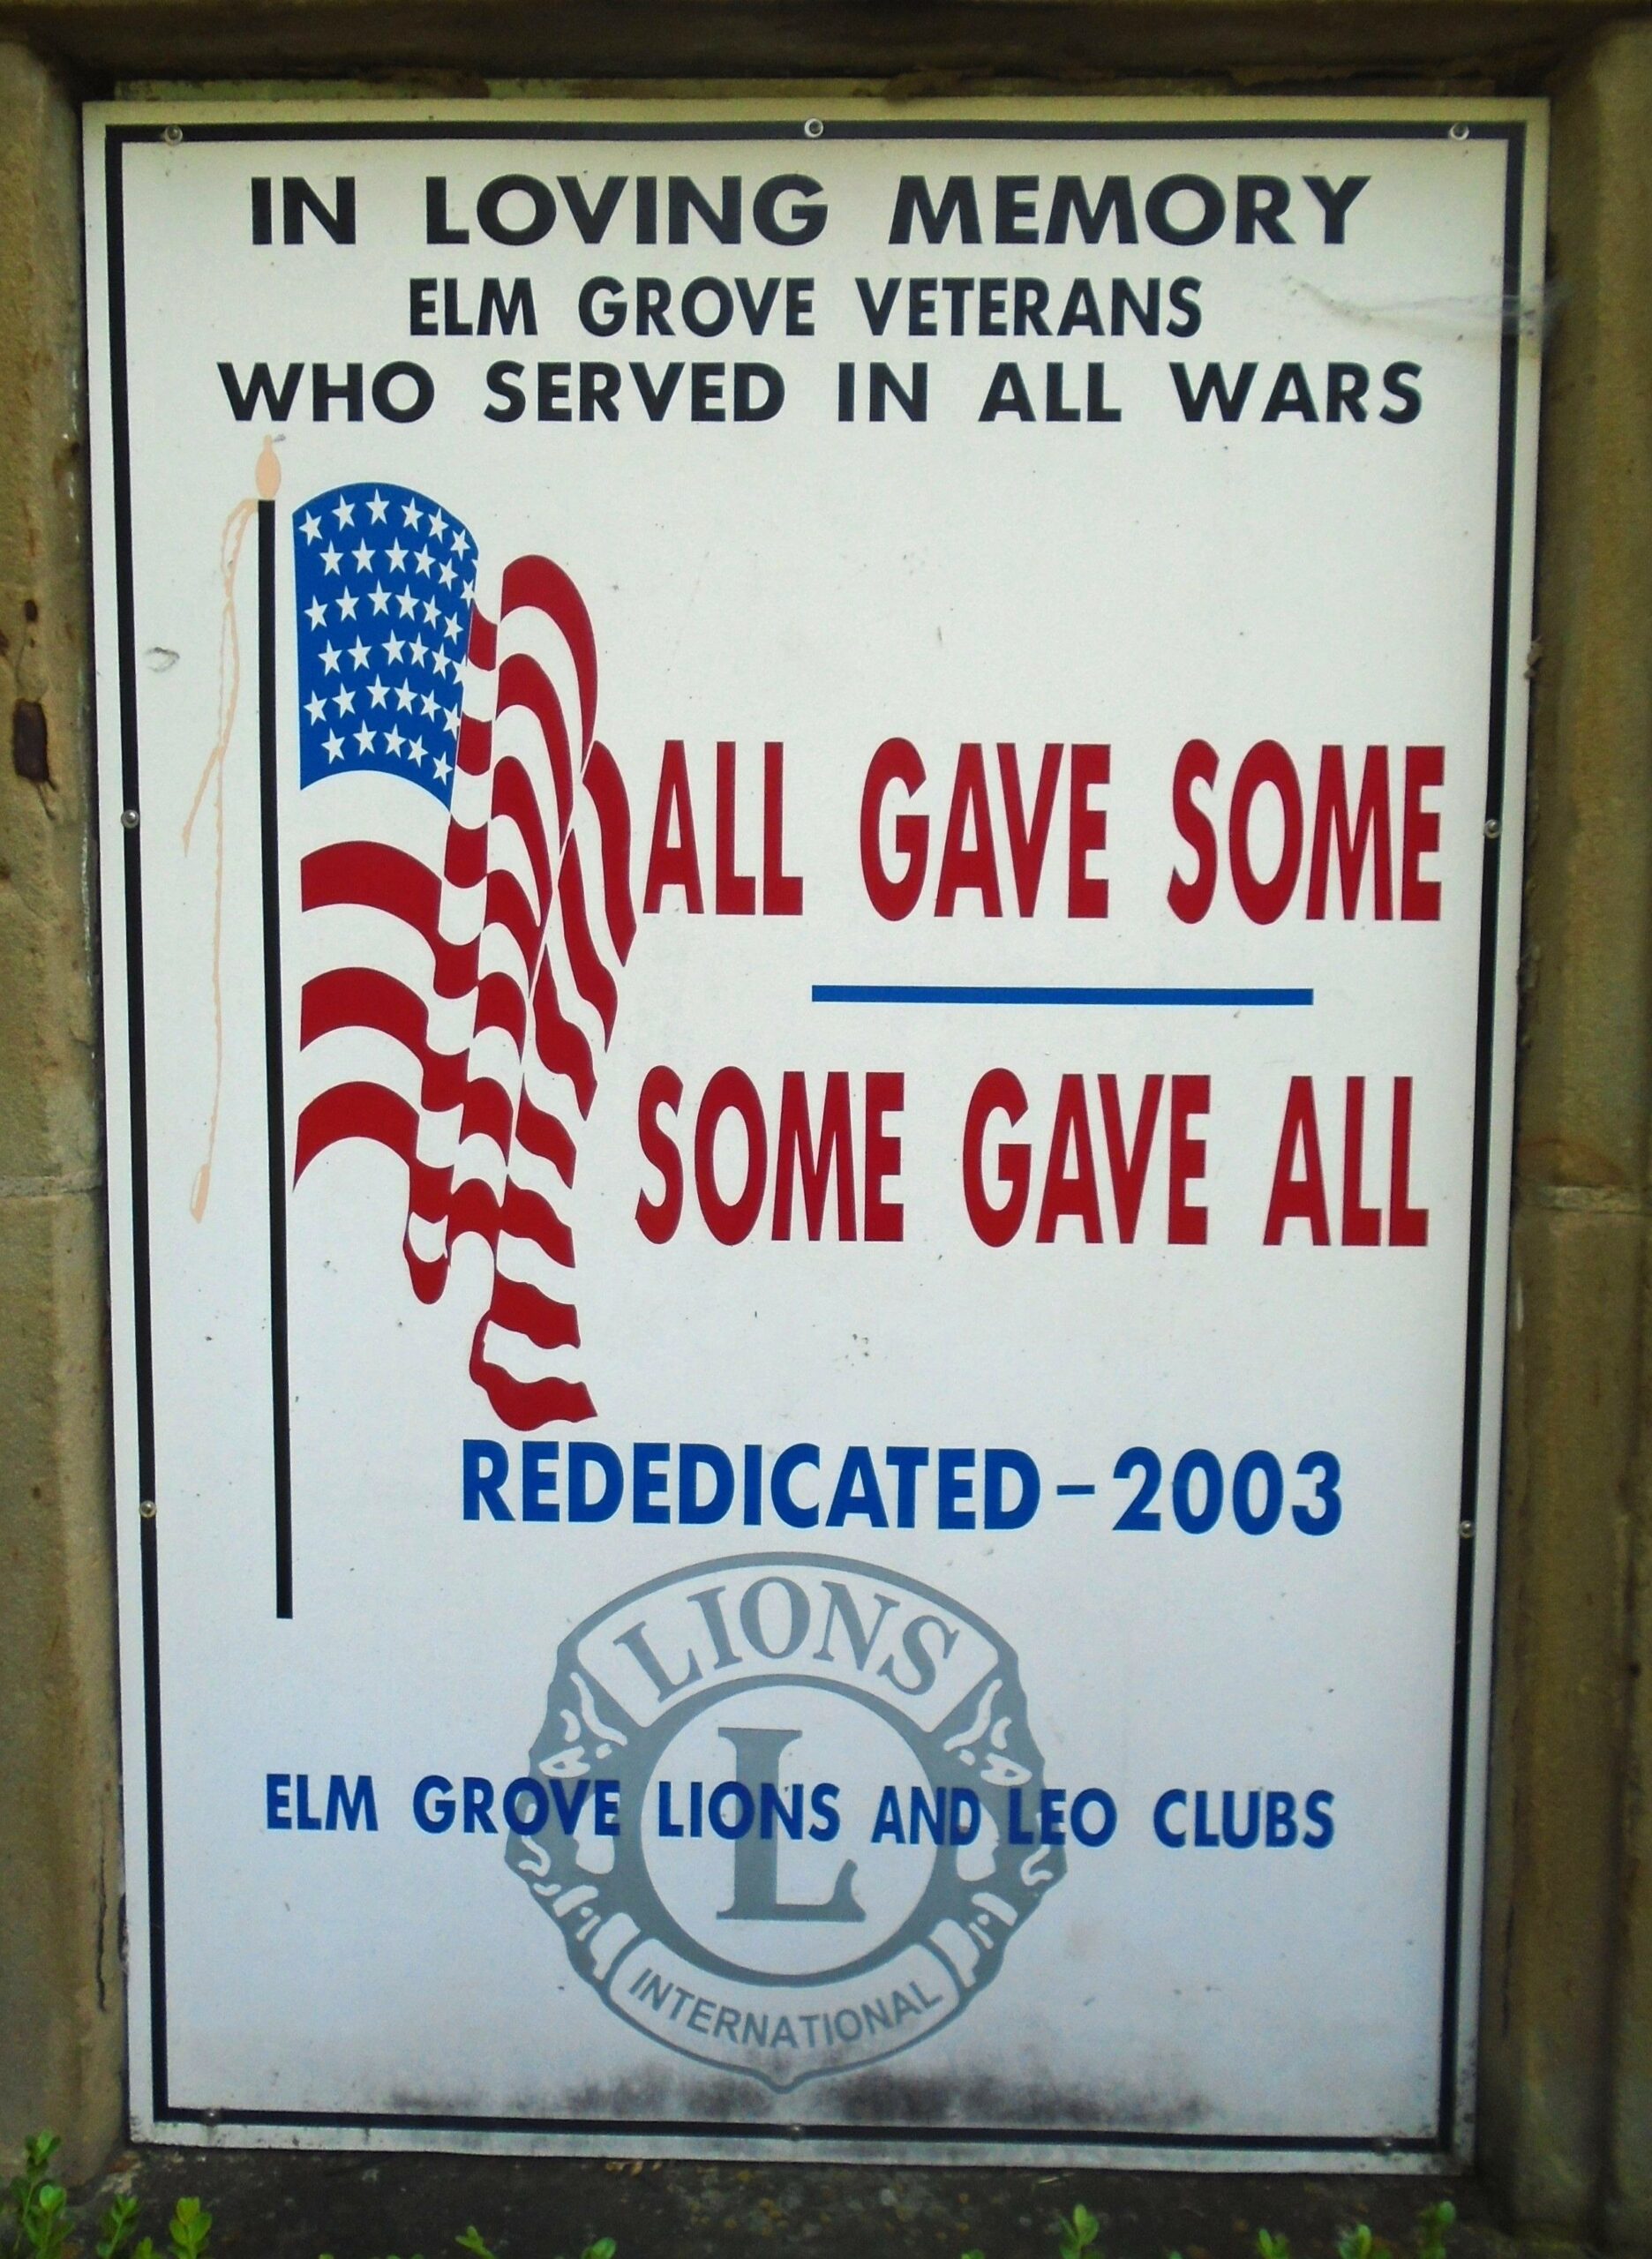 IN LOVING MEMORY
ELM GROVE VETERANS
WHO SERVED IN ALL WARS
ALL GAVE SOME
SOME GAVE ALL
REDEDICATED-2003
LIONS
L
ELM GROVE LIONS AND LEO CLUBS
INTERNATIONAL